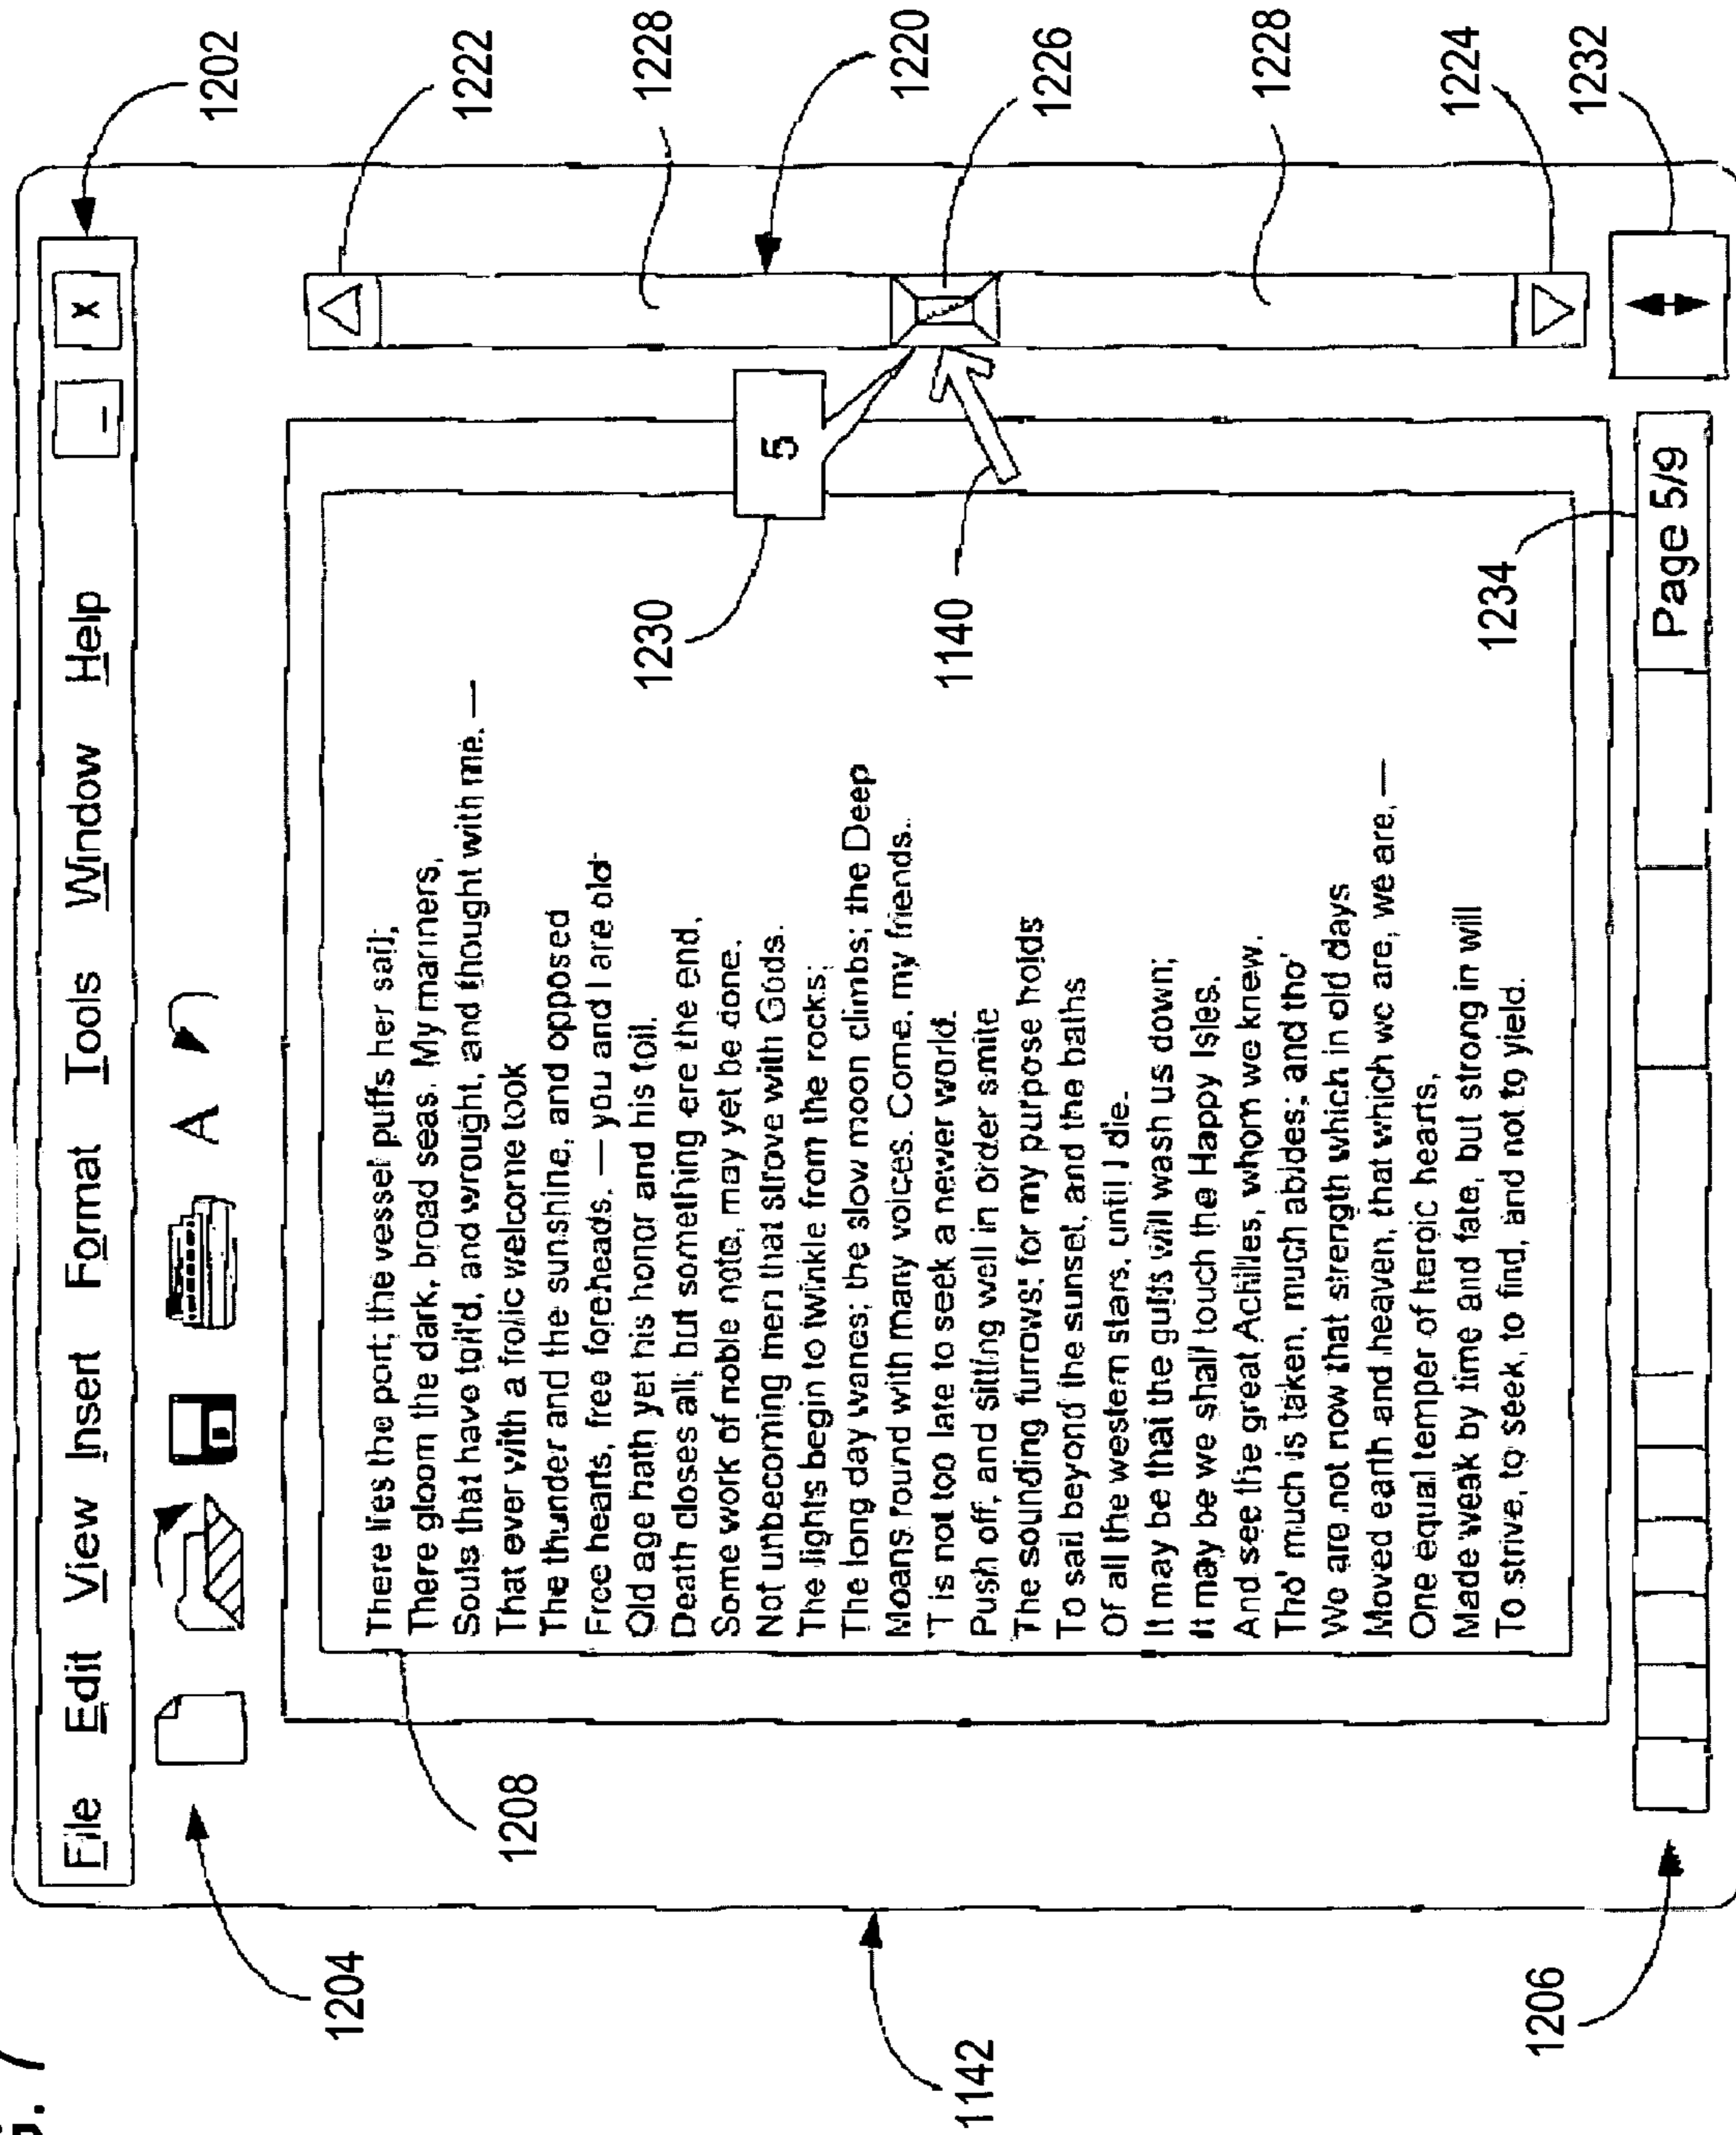 G. 7
1202
File Edit View Insert Format Tools Window Help _ x
1204
1222
1228
1208
There lies the port; the vessel puffs her sail;
There gloom the dark, broad seas. My mariners,
Souls that have toil'd, and wrought, and thought with me, —
That ever with a frolic welcome took
The thunder and the sunshine, and opposed
Free hearts, free foreheads, — you and I are old
Old age hath yet his honor and his toil.
Death closes all; but something ere the end,
Some work of noble note, may yet be done,
Not unbecoming men that strove with Gods.
The lights begin to twinkle from the rocks;
The long day wanes; the slow moon climbs; the Deep
Moans round with many voices. Come, my friends.
'T is not too late to seek a newer world.
Push off, and sitting well in order smite
The sounding furrows; for my purpose holds
To sail beyond the sunset, and the baths
Of all the western stars, until I die.
It may be that the gulfs will wash us down;
It may be we shall touch the Happy Isles,
And see the great Achilles, whom we knew.
Tho' much is taken, much abides; and tho'
We are not now that strength which in old days
Moved earth and heaven, that which we are, we are, —
One equal temper of heroic hearts,
Made weak by time and fate, but strong in will
To strive, to seek, to find, and not to yield.
1230
5
1220
1140
1226
1142
1228
1234
1224
1206
Page 5/9
1232